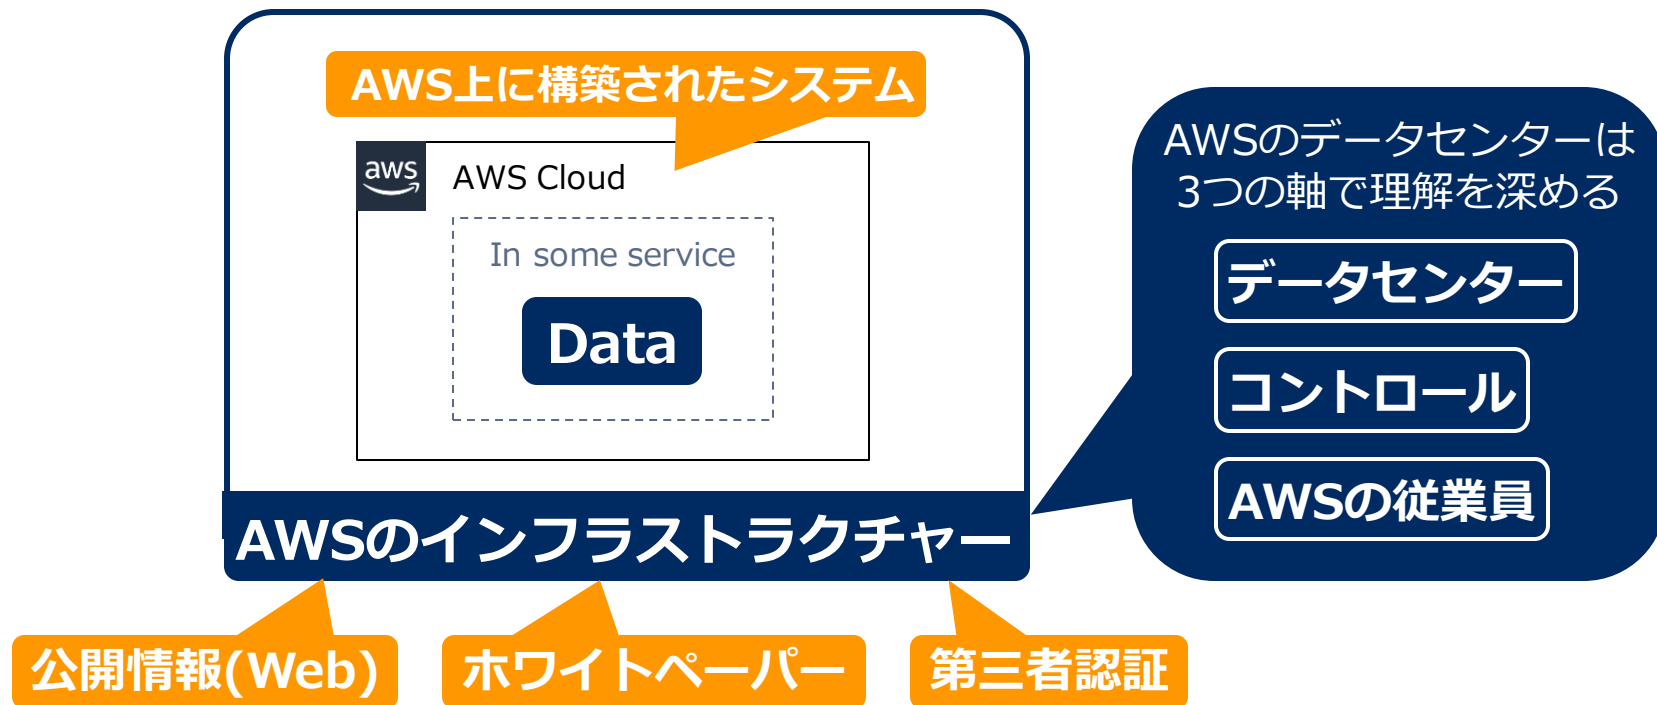 AWS上に構築されたシステム
aws
AWS Cloud
In some service
Data
AWSのインフラストラクチャー
公開情報(Web)
ホワイトペーパー
第三者認証
AWSのデータセンターは
3つの軸で理解を深める
データセンター
コントロール
AWSの従業員